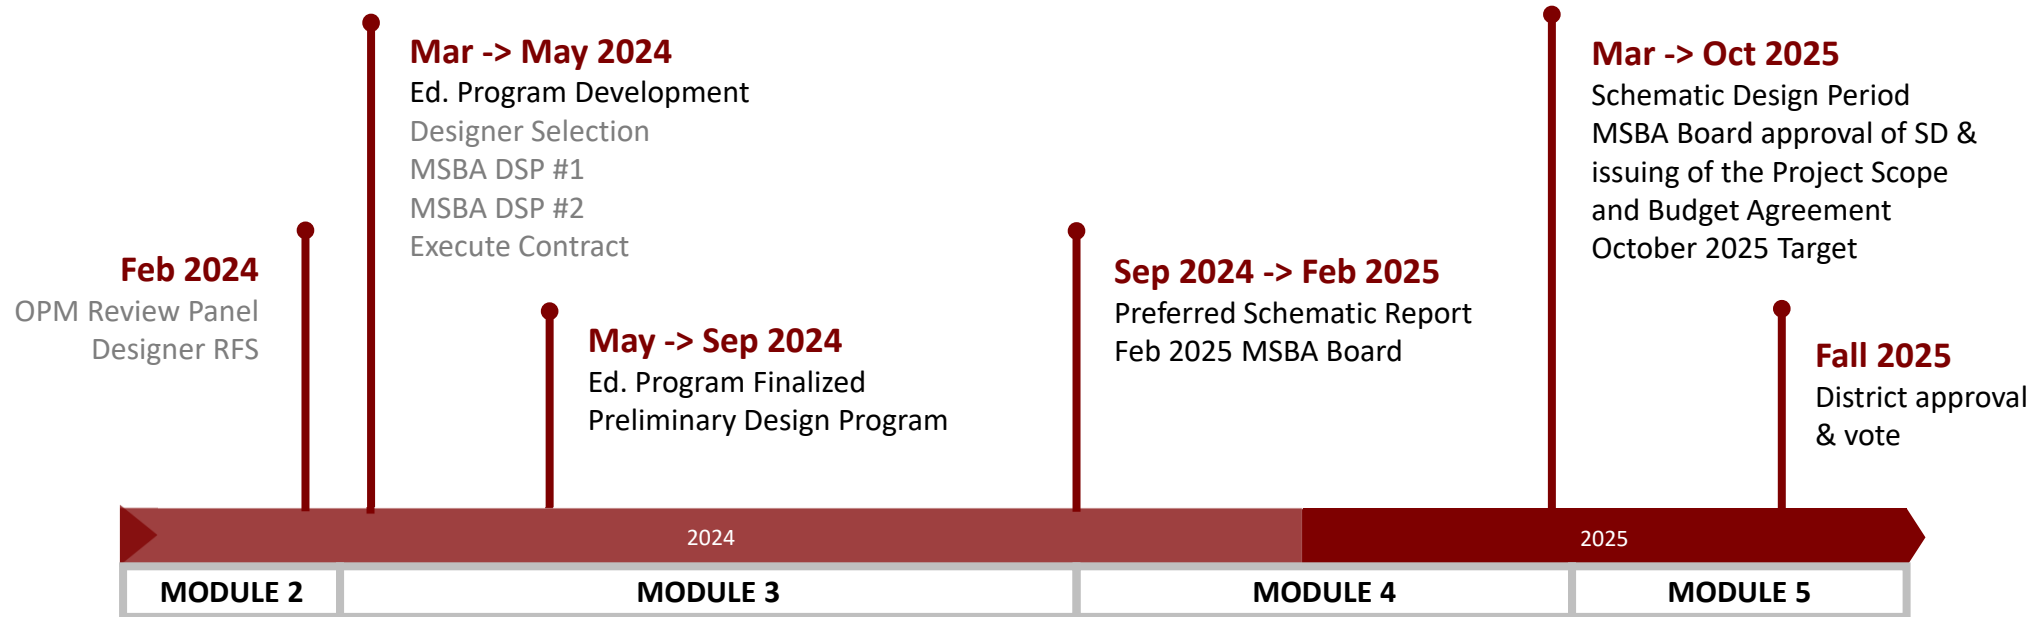 Feb 2024
OPM Review Panel
Designer RFS
Mar -> May 2024
Ed. Program Development
Designer Selection
MSBA DSP #1
MSBA DSP #2
Execute Contract
May -> Sep 2024
Ed. Program Finalized
Preliminary Design Program
Sep 2024 -> Feb 2025
Preferred Schematic Report
Feb 2025 MSBA Board
Mar -> Oct 2025
Schematic Design Period
MSBA Board approval of SD &
issuing of the Project Scope
and Budget Agreement
October 2025 Target
Fall 2025
District approval
& vote
2024
2025
MODULE 2
MODULE 3
MODULE 4
MODULE 5